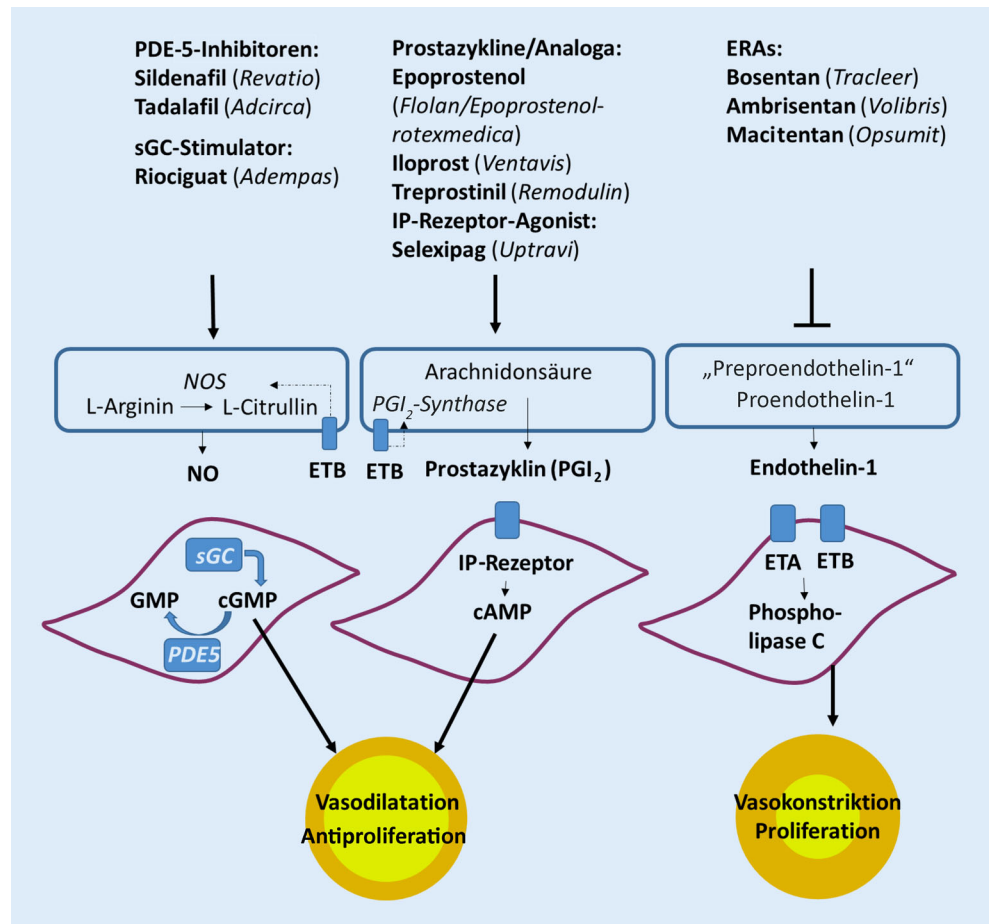 PDE-5-Inhibitoren:
Sildenafil (Revatio)
Tadalafil (Adcirca)
sGC-Stimulator:
Riociguat (Adempas)
Prostazykline/Analoga:
Epoprostenol
(Flolan/Epoprostenol-
rotexmedica)
Iloprost (Ventavis)
Treprostinil (Remodulin)
IP-Rezeptor-Agonist:
Selexipag (Uptravi)
ERAs:
Bosentan (Tracleer)
Ambrisentan (Volibris)
Macitentan (Opsumit)
NOS
L-Arginin
L-Citrullin
NO
ETB
Arachnidonsäure
PGI₂-Synthase
ETB
Prostazyklin (PGI₂)
„Preproendothelin-1“
Proendothelin-1
Endothelin-1
sGC
GMP
cGMP
PDE5
IP-Rezeptor
cAMP
ETA
ETB
Phospho-
lipase C
Vasodilatation
Antiproliferation
Vasokonstriktion
Proliferation